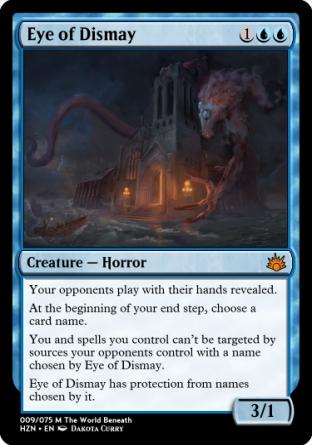 Eye of Dismay 1
Creature — Horror
Your opponents play with their hands revealed.
At the beginning of your end step, choose a
card name.
You and spells you control can't be targeted by
sources your opponents control with a name
chosen by Eye of Dismay.
Eye of Dismay has protection from names
chosen by it.
3/1
009/075 M The World Beneath
HZN • EN Dakota Curry